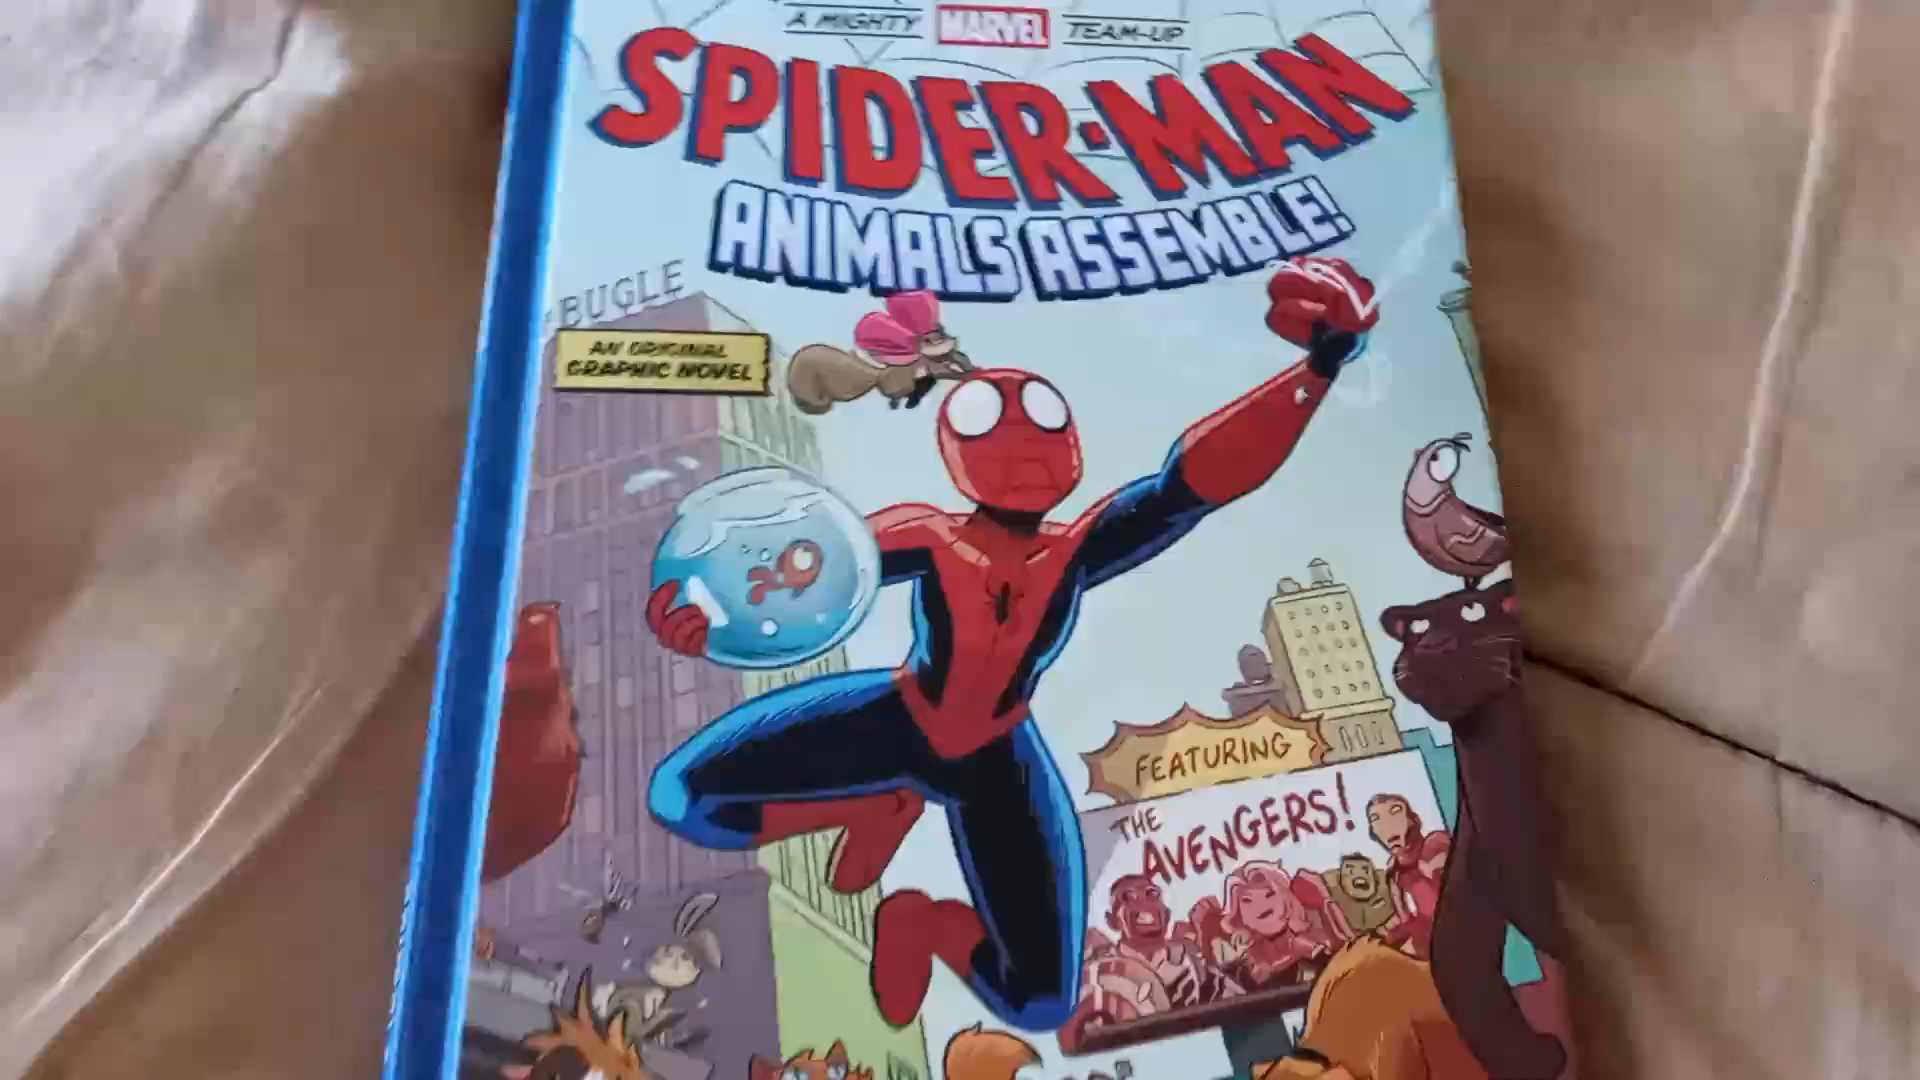 A MIGHTY MARVEL TEAM-UP
SPIDER-MAN
ANIMALS ASSEMBLE!
BUGLE
AN ORIGINAL
GRAPHIC NOVEL
FEATURING
THE
AVENGERS!